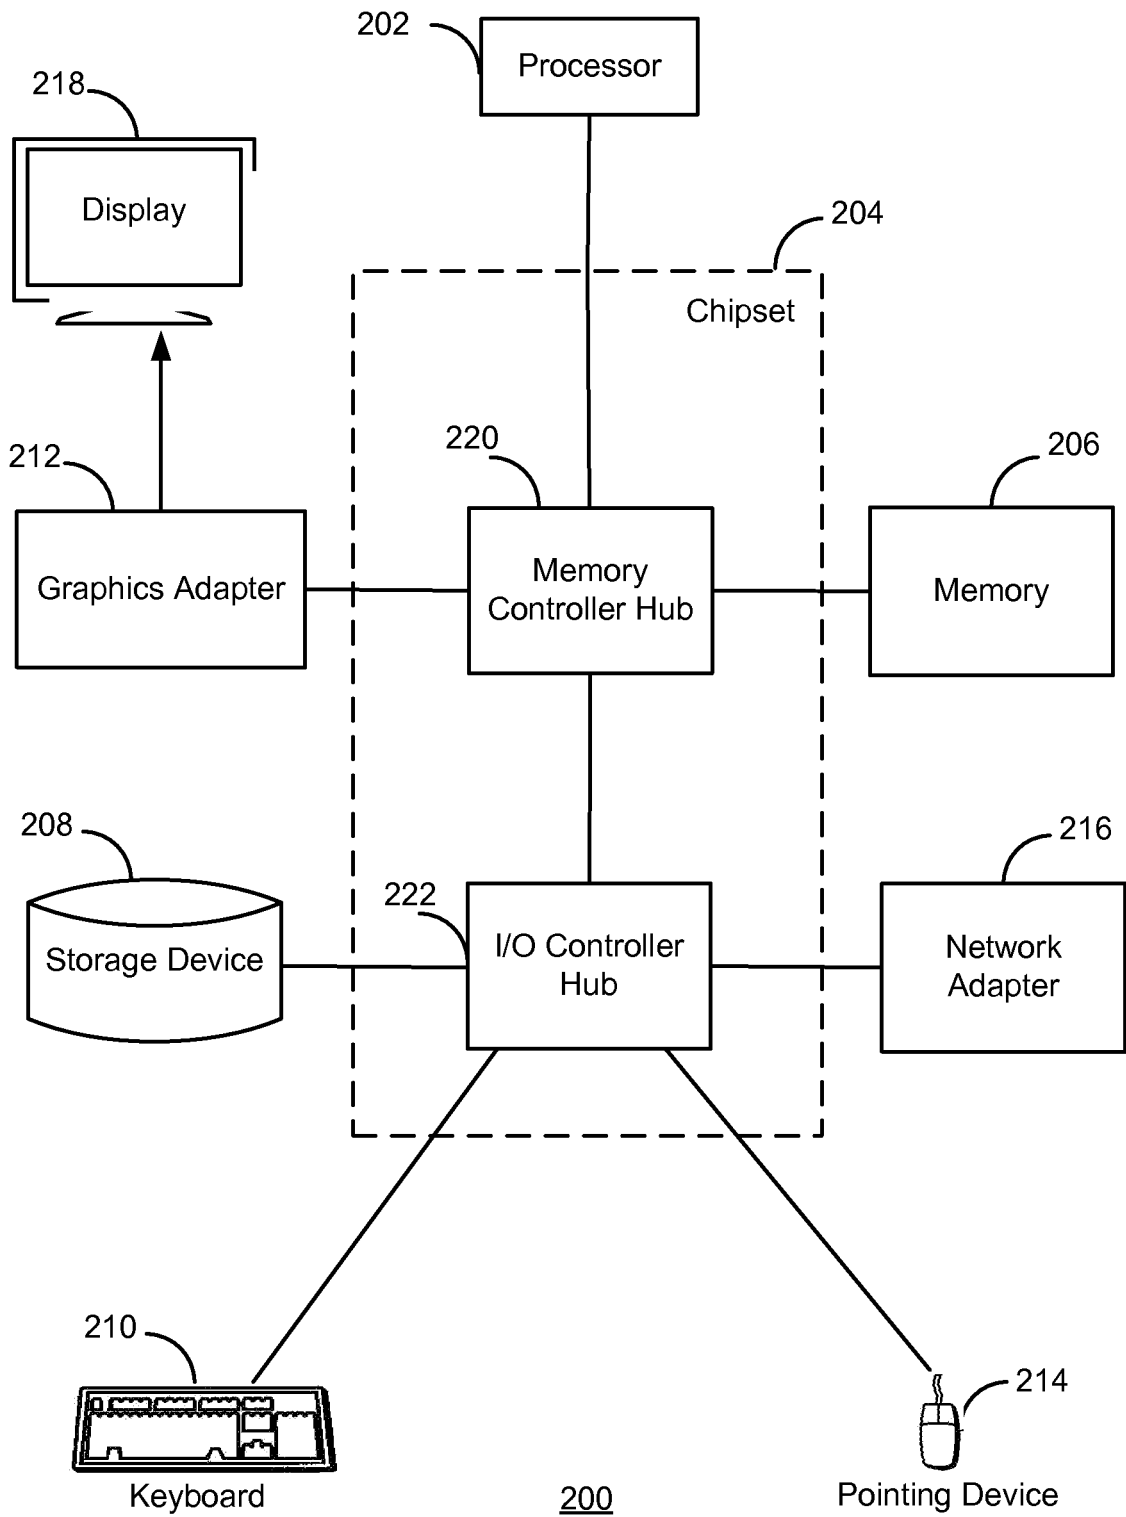 202
Processor
218
Display
204
Chipset
220
206
212
Graphics Adapter
Memory
Controller Hub
Memory
208
216
222
Storage Device
I/O Controller
Hub
Network
Adapter
210
214
Keyboard
200
Pointing Device